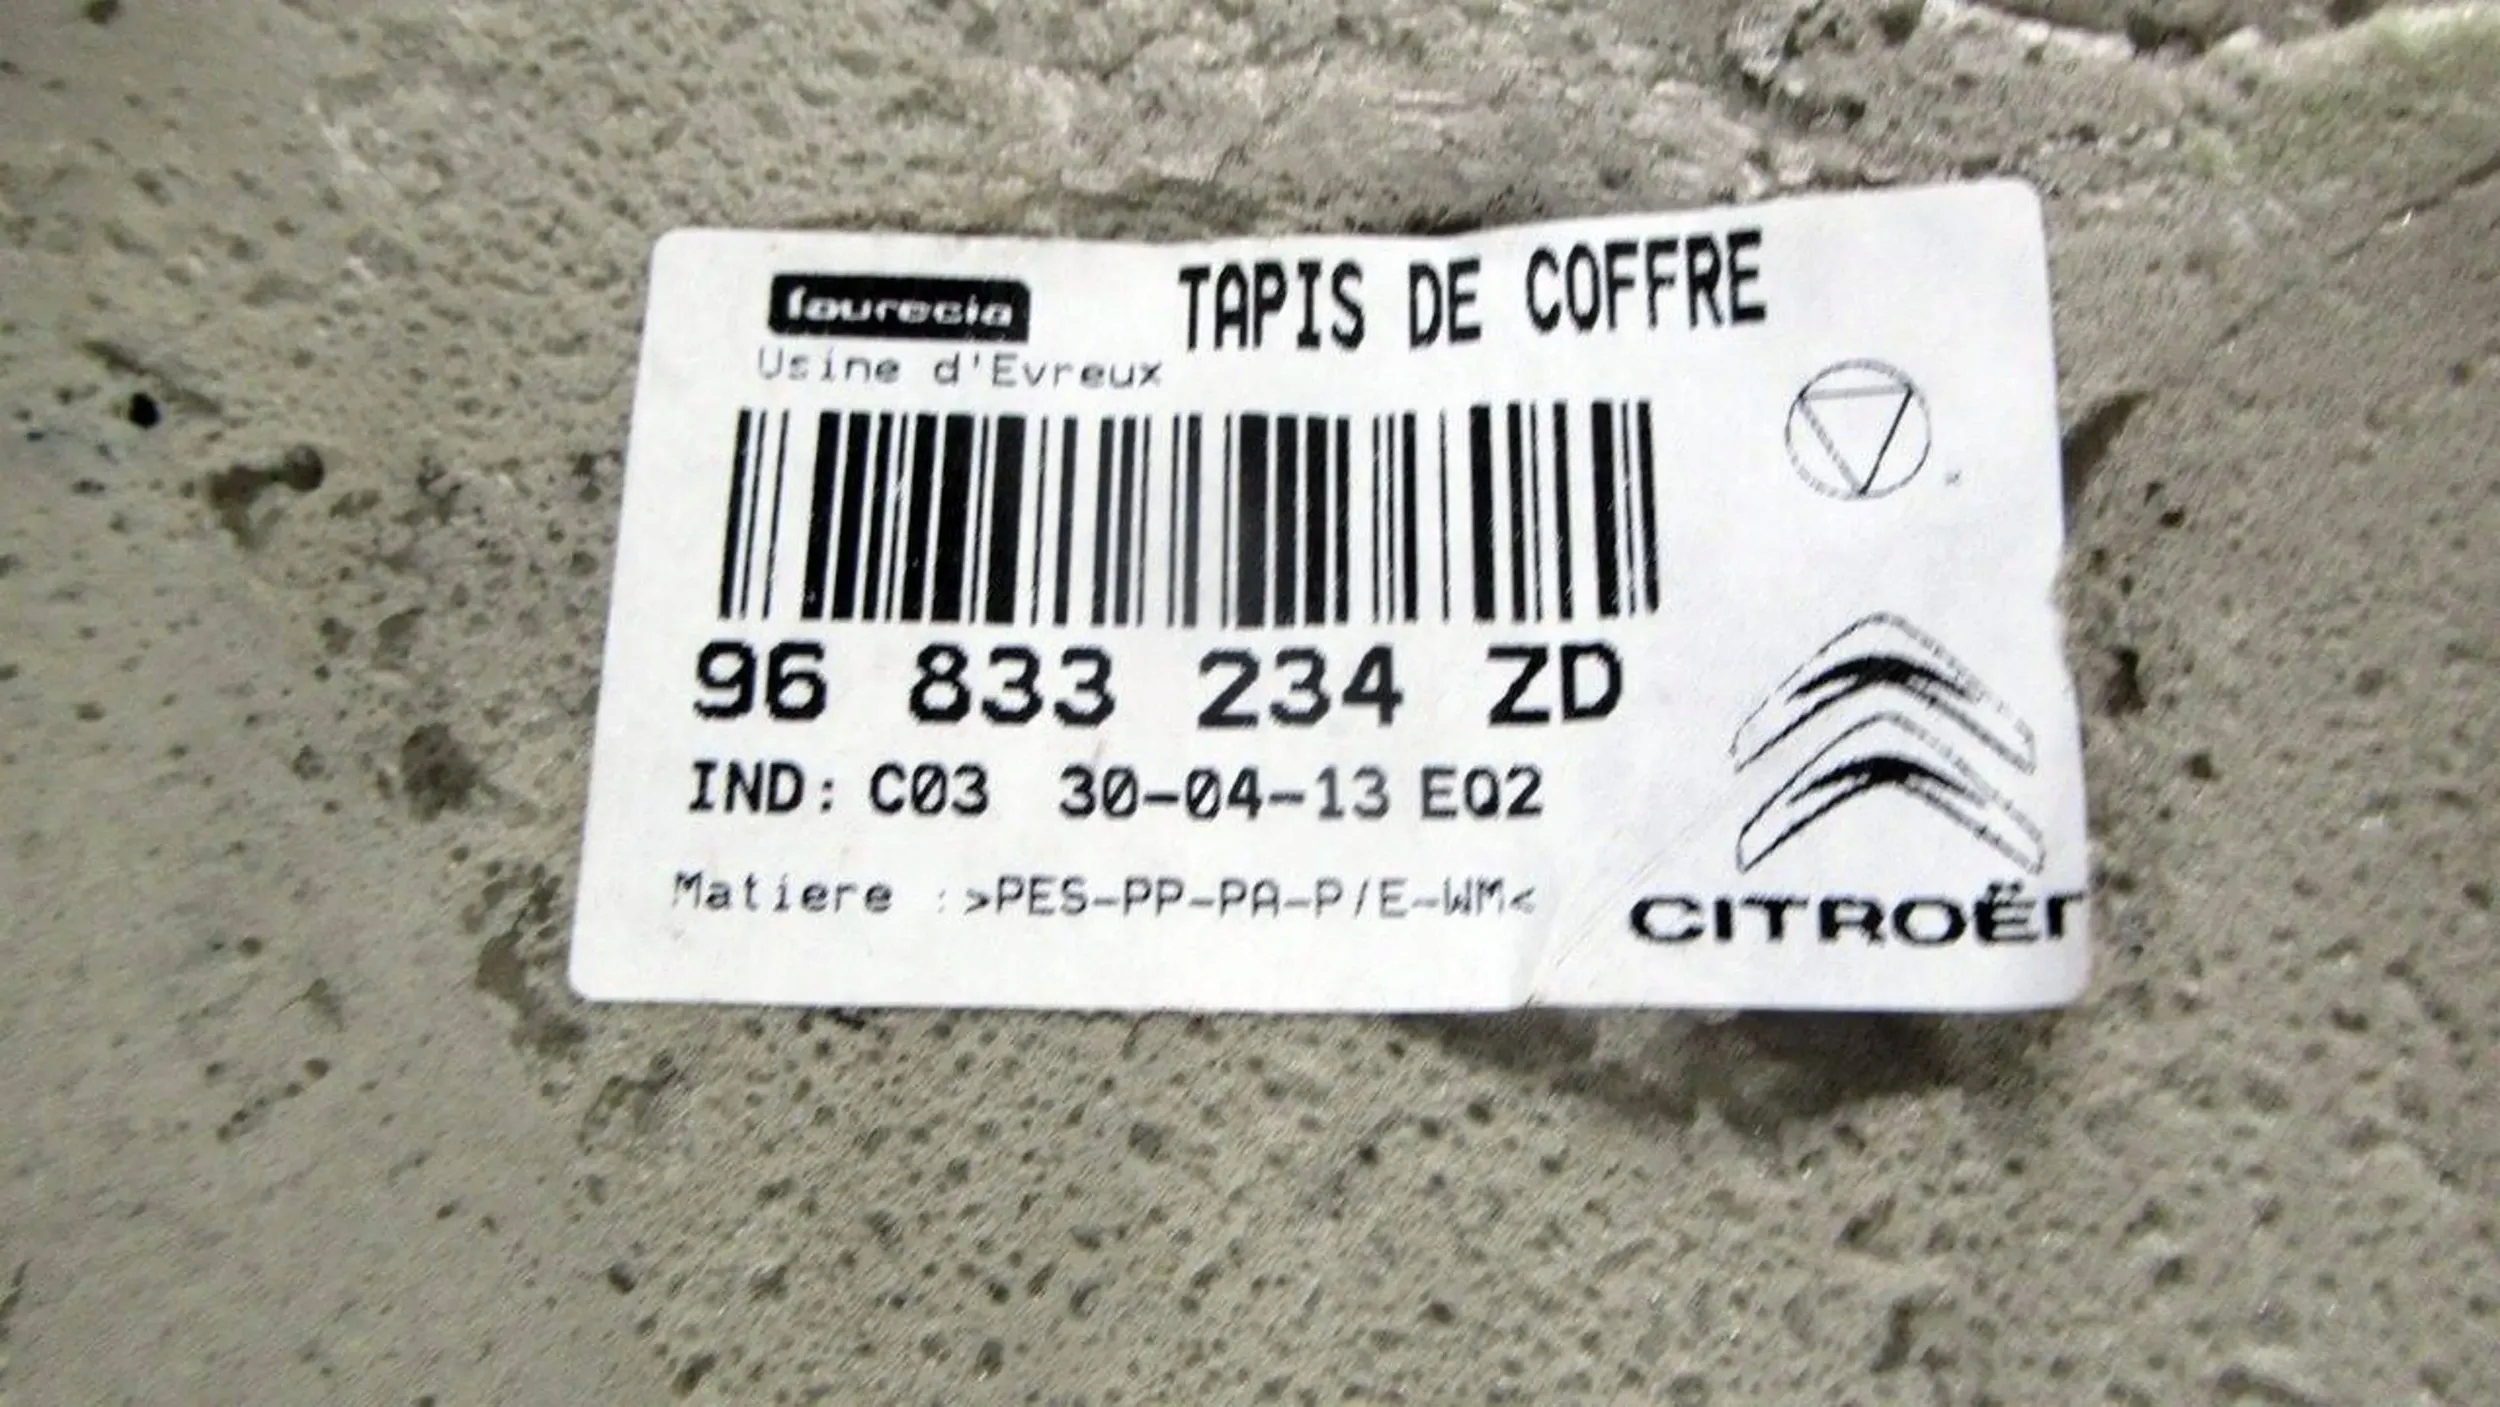 faurecia
TAPIS DE COFFRE
Usine d'Evreux
96 833 234 ZD
IND: C03 30-04-13 EQ2
Matiere :>PES-PP-PA-P/E-WM<
CITROËN